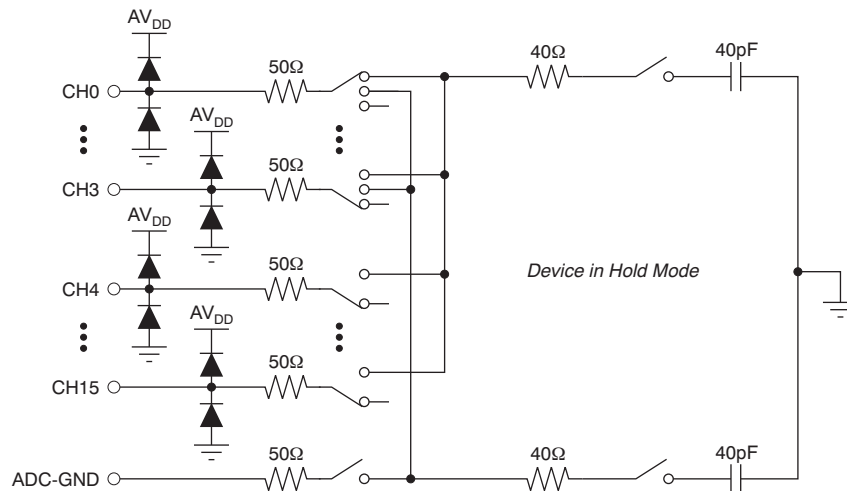 AVDD
50Ω
40Ω
40pF
CH0
AVDD
50Ω
CH3
AVDD
50Ω
CH4
Device in Hold Mode
AVDD
50Ω
CH15
50Ω
40Ω
40pF
ADC-GND